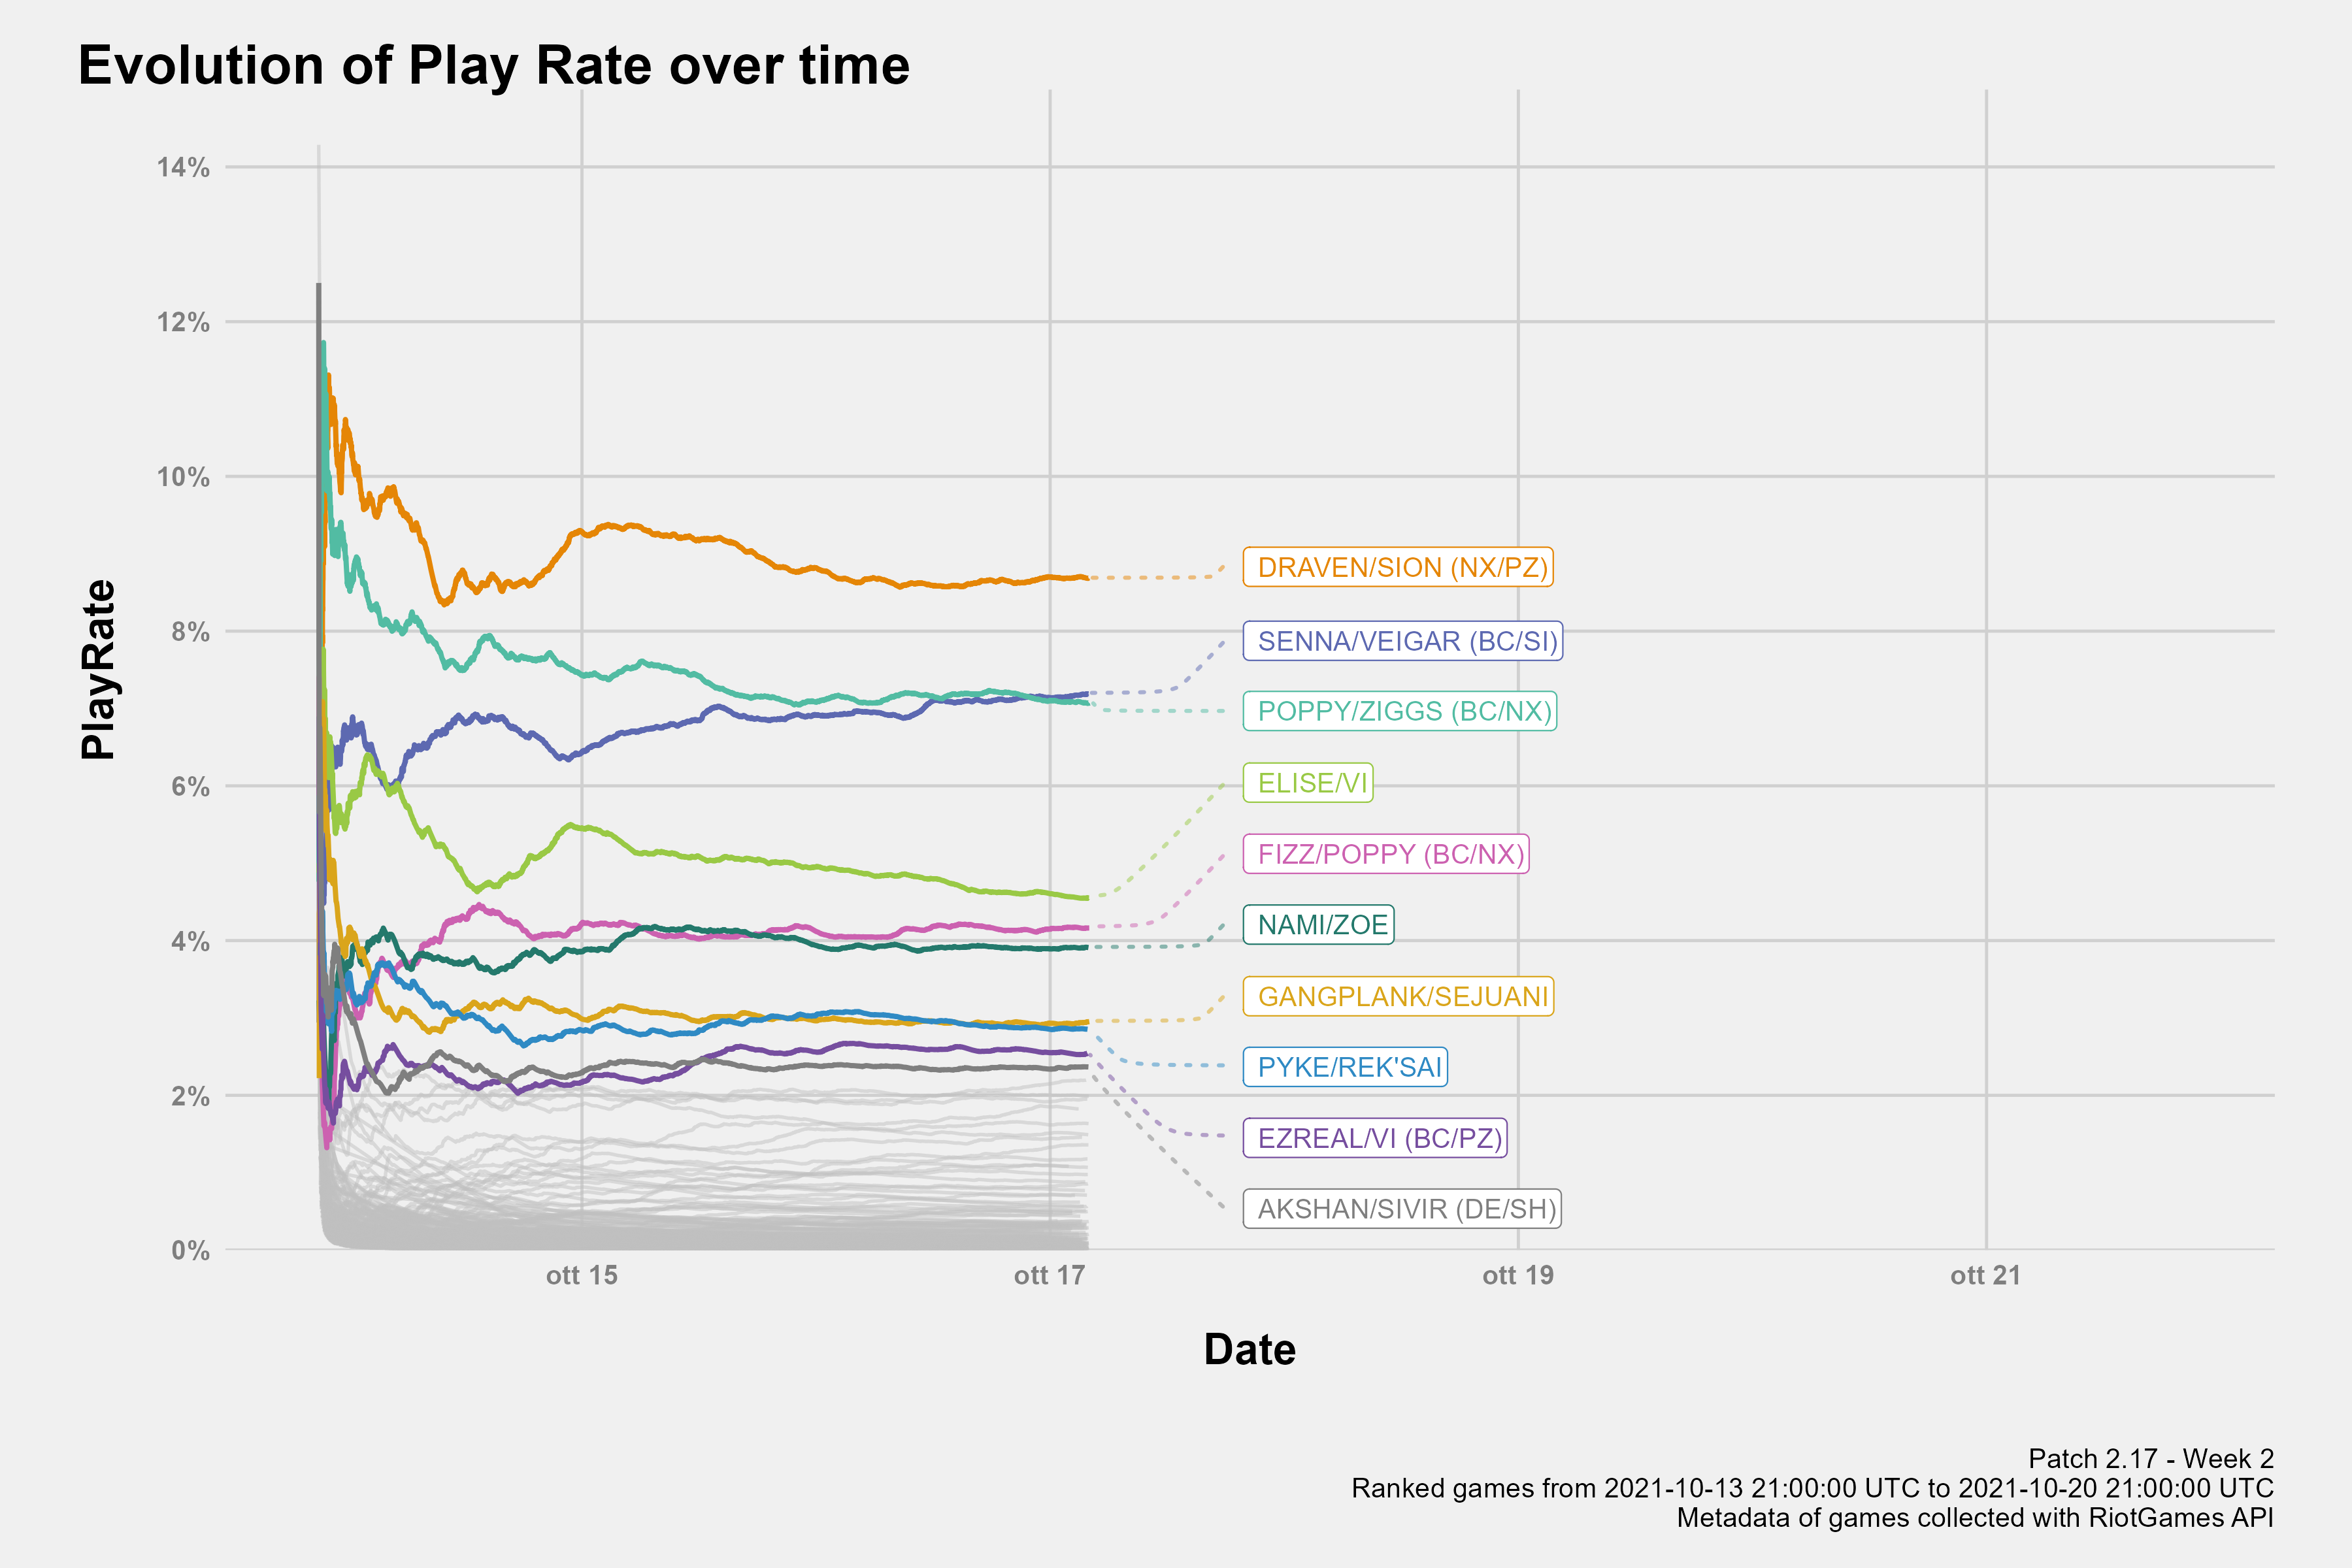 Evolution of Play Rate over time
PlayRate
14%
12%
10%
8%
6%
4%
2%
0%
DRAVEN/SION (NX/PZ)
SENNA/VEIGAR (BC/SI)
POPPY/ZIGGS (BC/NX)
ELISE/VI
FIZZ/POPPY (BC/NX)
NAMI/ZOE
GANGPLANK/SEJUANI
PYKE/REK'SAI
EZREAL/VI (BC/PZ)
AKSHAN/SIVIR (DE/SH)
ott 15
ott 17
ott 19
ott 21
Date
Patch 2.17 - Week 2
Ranked games from 2021-10-13 21:00:00 UTC to 2021-10-20 21:00:00 UTC
Metadata of games collected with RiotGames API